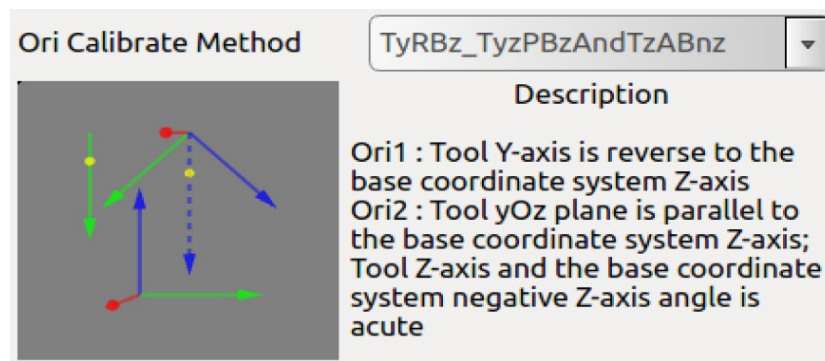 Ori Calibrate Method
TyRBz_TyzPBzAndTzABnz
Description
Ori1 : Tool Y-axis is reverse to the
base coordinate system Z-axis
Ori2 : Tool yOz plane is parallel to
the base coordinate system Z-axis;
Tool Z-axis and the base coordinate
system negative Z-axis angle is
acute